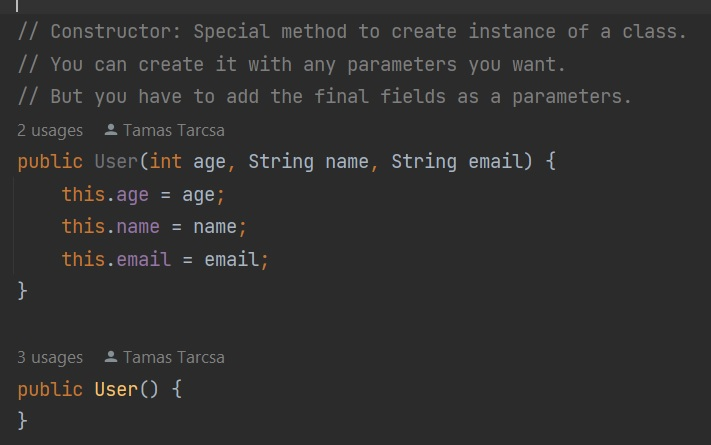 // Constructor: Special method to create instance of a class.
// You can create it with any parameters you want.
// But you have to add the final fields as a parameters.
2 usages Tamas Tarcsa
public User(int age, String name, String email) {
    this.age = age;
    this.name = name;
    this.email = email;
}
3 usages Tamas Tarcsa
public User() {
}